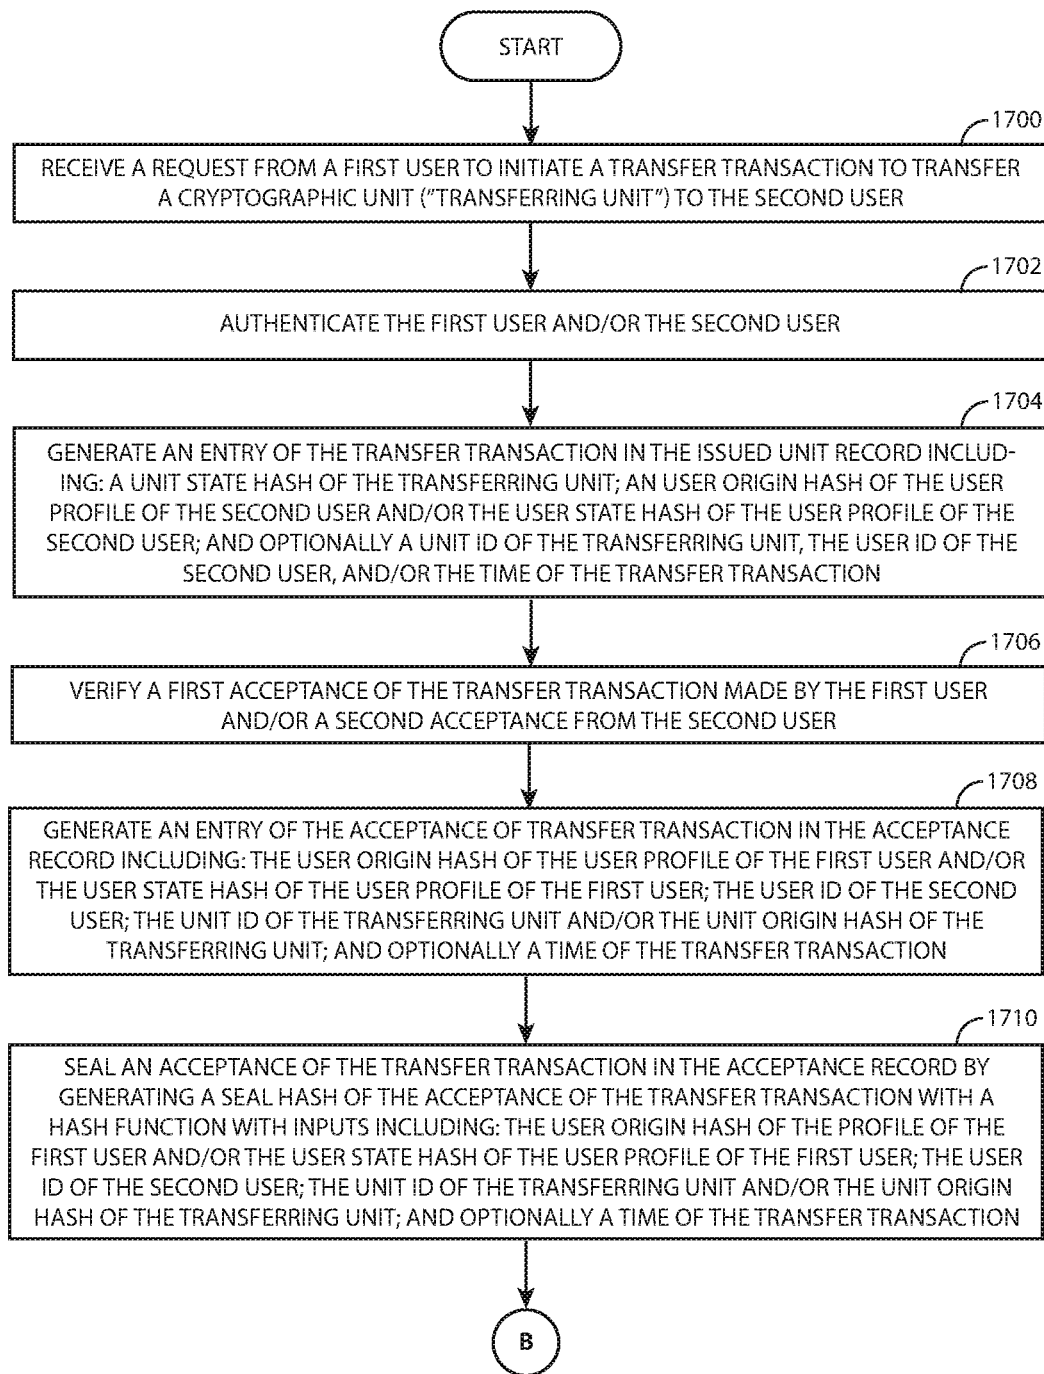 START
1700
RECEIVE A REQUEST FROM A FIRST USER TO INITIATE A TRANSFER TRANSACTION TO TRANSFER
A CRYPTOGRAPHIC UNIT ("TRANSFERRING UNIT") TO THE SECOND USER
1702
AUTHENTICATE THE FIRST USER AND/OR THE SECOND USER
1704
GENERATE AN ENTRY OF THE TRANSFER TRANSACTION IN THE ISSUED UNIT RECORD INCLUD-
ING: A UNIT STATE HASH OF THE TRANSFERRING UNIT; AN USER ORIGIN HASH OF THE USER
PROFILE OF THE SECOND USER AND/OR THE USER STATE HASH OF THE USER PROFILE OF THE
SECOND USER; AND OPTIONALLY A UNIT ID OF THE TRANSFERRING UNIT, THE USER ID OF THE
SECOND USER, AND/OR THE TIME OF THE TRANSFER TRANSACTION
1706
VERIFY A FIRST ACCEPTANCE OF THE TRANSFER TRANSACTION MADE BY THE FIRST USER
AND/OR A SECOND ACCEPTANCE FROM THE SECOND USER
1708
GENERATE AN ENTRY OF THE ACCEPTANCE OF TRANSFER TRANSACTION IN THE ACCEPTANCE
RECORD INCLUDING: THE USER ORIGIN HASH OF THE USER PROFILE OF THE FIRST USER AND/OR
THE USER STATE HASH OF THE USER PROFILE OF THE FIRST USER; THE USER ID OF THE SECOND
USER; THE UNIT ID OF THE TRANSFERRING UNIT AND/OR THE UNIT ORIGIN HASH OF THE
TRANSFERRING UNIT; AND OPTIONALLY A TIME OF THE TRANSFER TRANSACTION
1710
SEAL AN ACCEPTANCE OF THE TRANSFER TRANSACTION IN THE ACCEPTANCE RECORD BY
GENERATING A SEAL HASH OF THE ACCEPTANCE OF THE TRANSFER TRANSACTION WITH A
HASH FUNCTION WITH INPUTS INCLUDING: THE USER ORIGIN HASH OF THE PROFILE OF THE
FIRST USER AND/OR THE USER STATE HASH OF THE USER PROFILE OF THE FIRST USER; THE USER
ID OF THE SECOND USER; THE UNIT ID OF THE TRANSFERRING UNIT AND/OR THE UNIT ORIGIN
HASH OF THE TRANSFERRING UNIT; AND OPTIONALLY A TIME OF THE TRANSFER TRANSACTION
B